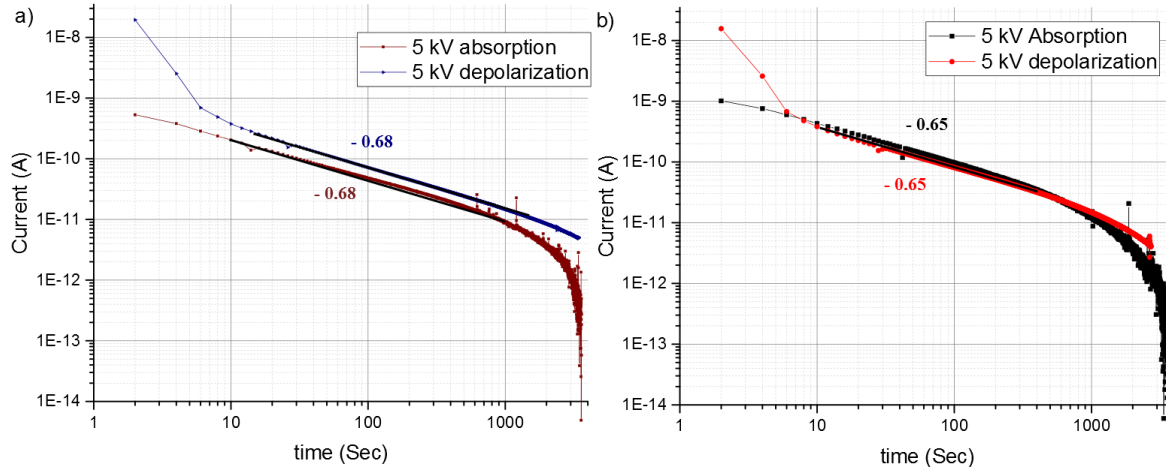 a)
5 kV absorption
5 kV depolarization
- 0.68
- 0.68
Current (A)
1E-8
1E-9
1E-10
1E-11
1E-12
1E-13
1E-14
1
10
100
1000
time (Sec)
b)
5 kV Absorption
5 kV depolarization
- 0.65
- 0.65
Current (A)
1E-8
1E-9
1E-10
1E-11
1E-12
1E-13
1E-14
1
10
100
1000
time (Sec)